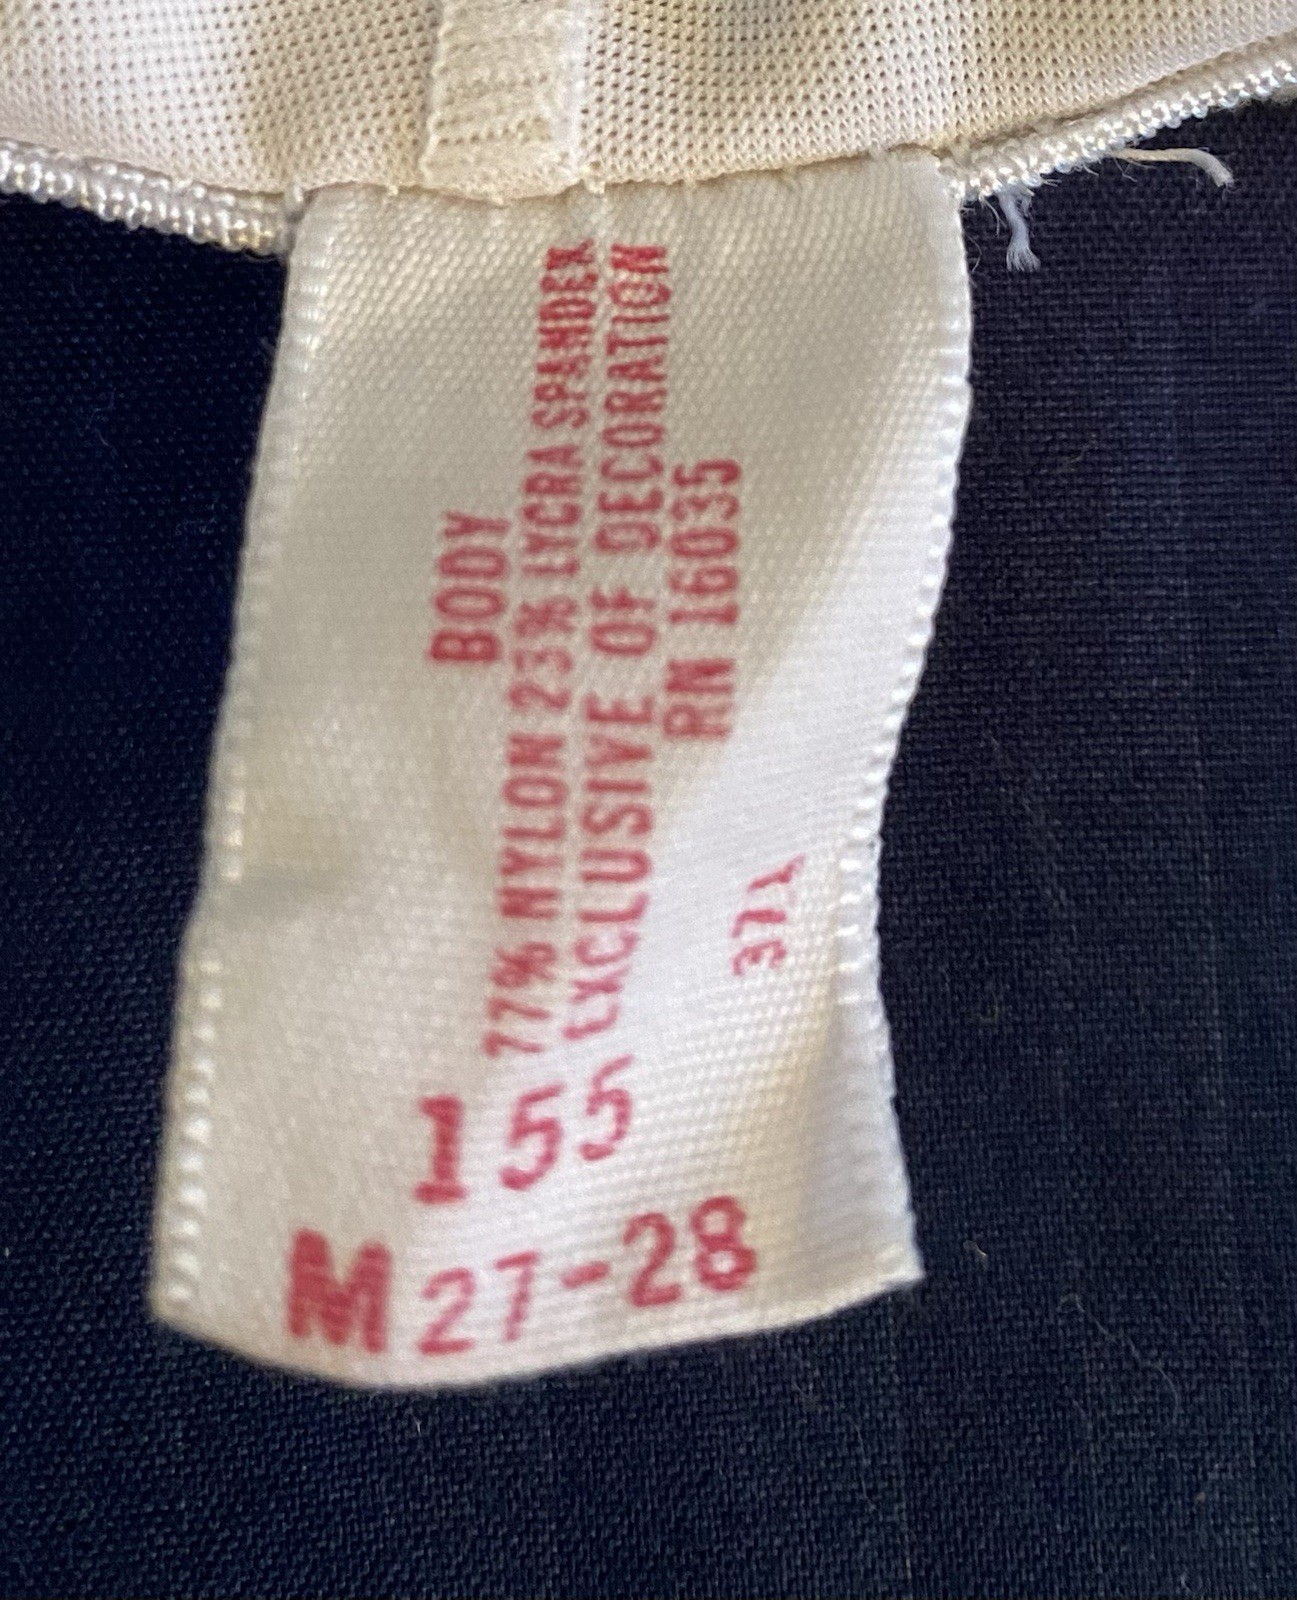 BODY
77% NYLON 23% LYCRA SPANDEX
EXCLUSIVE OF DECORATION
RN 16035
155
M 27-28